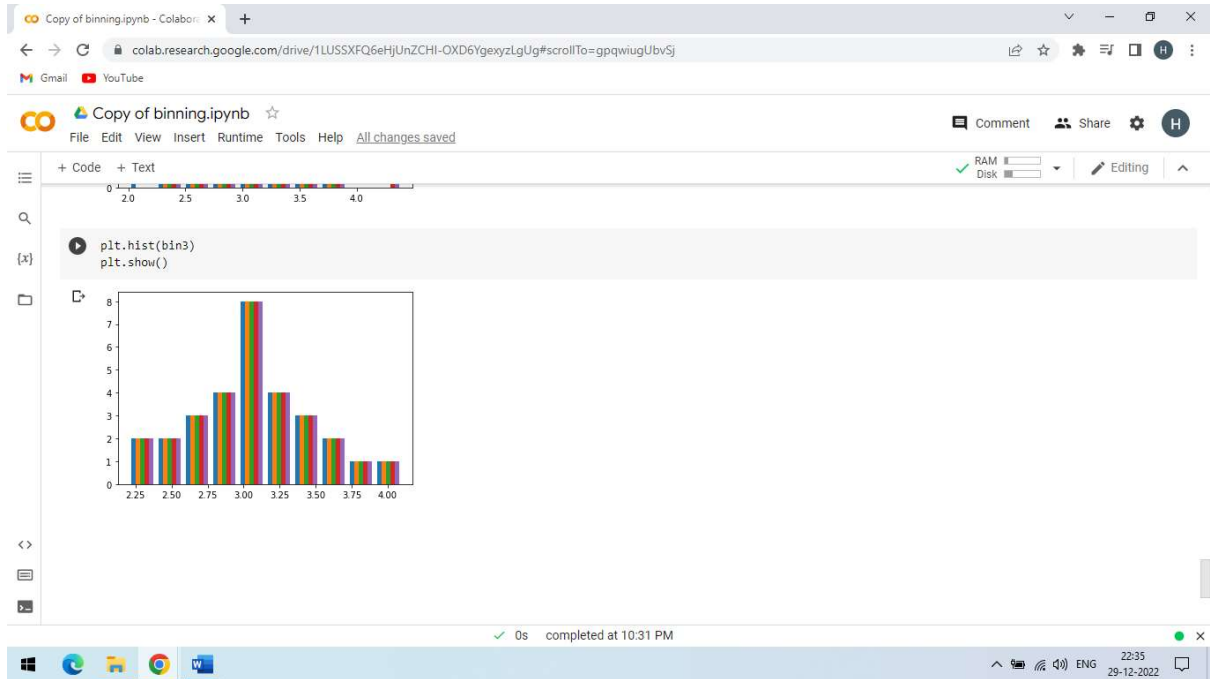 Copy of binning.ipynb - Colabora
colab.research.google.com/drive/1LUSSXFQ6eHjUnZCHI-OXD6YgexyzLgUg#scrollTo=gpqwiugUbvSj
H
Gmail YouTube
Copy of binning.ipynb
File Edit View Insert Runtime Tools Help All changes saved
Comment Share H
+ Code + Text
RAM
Disk
Editing
0
2.0 2.5 3.0 3.5 4.0
{x}
plt.hist(bin3)
plt.show()
8
7
6
5
4
3
2
1
0
2.25 2.50 2.75 3.00 3.25 3.50 3.75 4.00
0s completed at 10:31 PM
ENG
22:35
29-12-2022